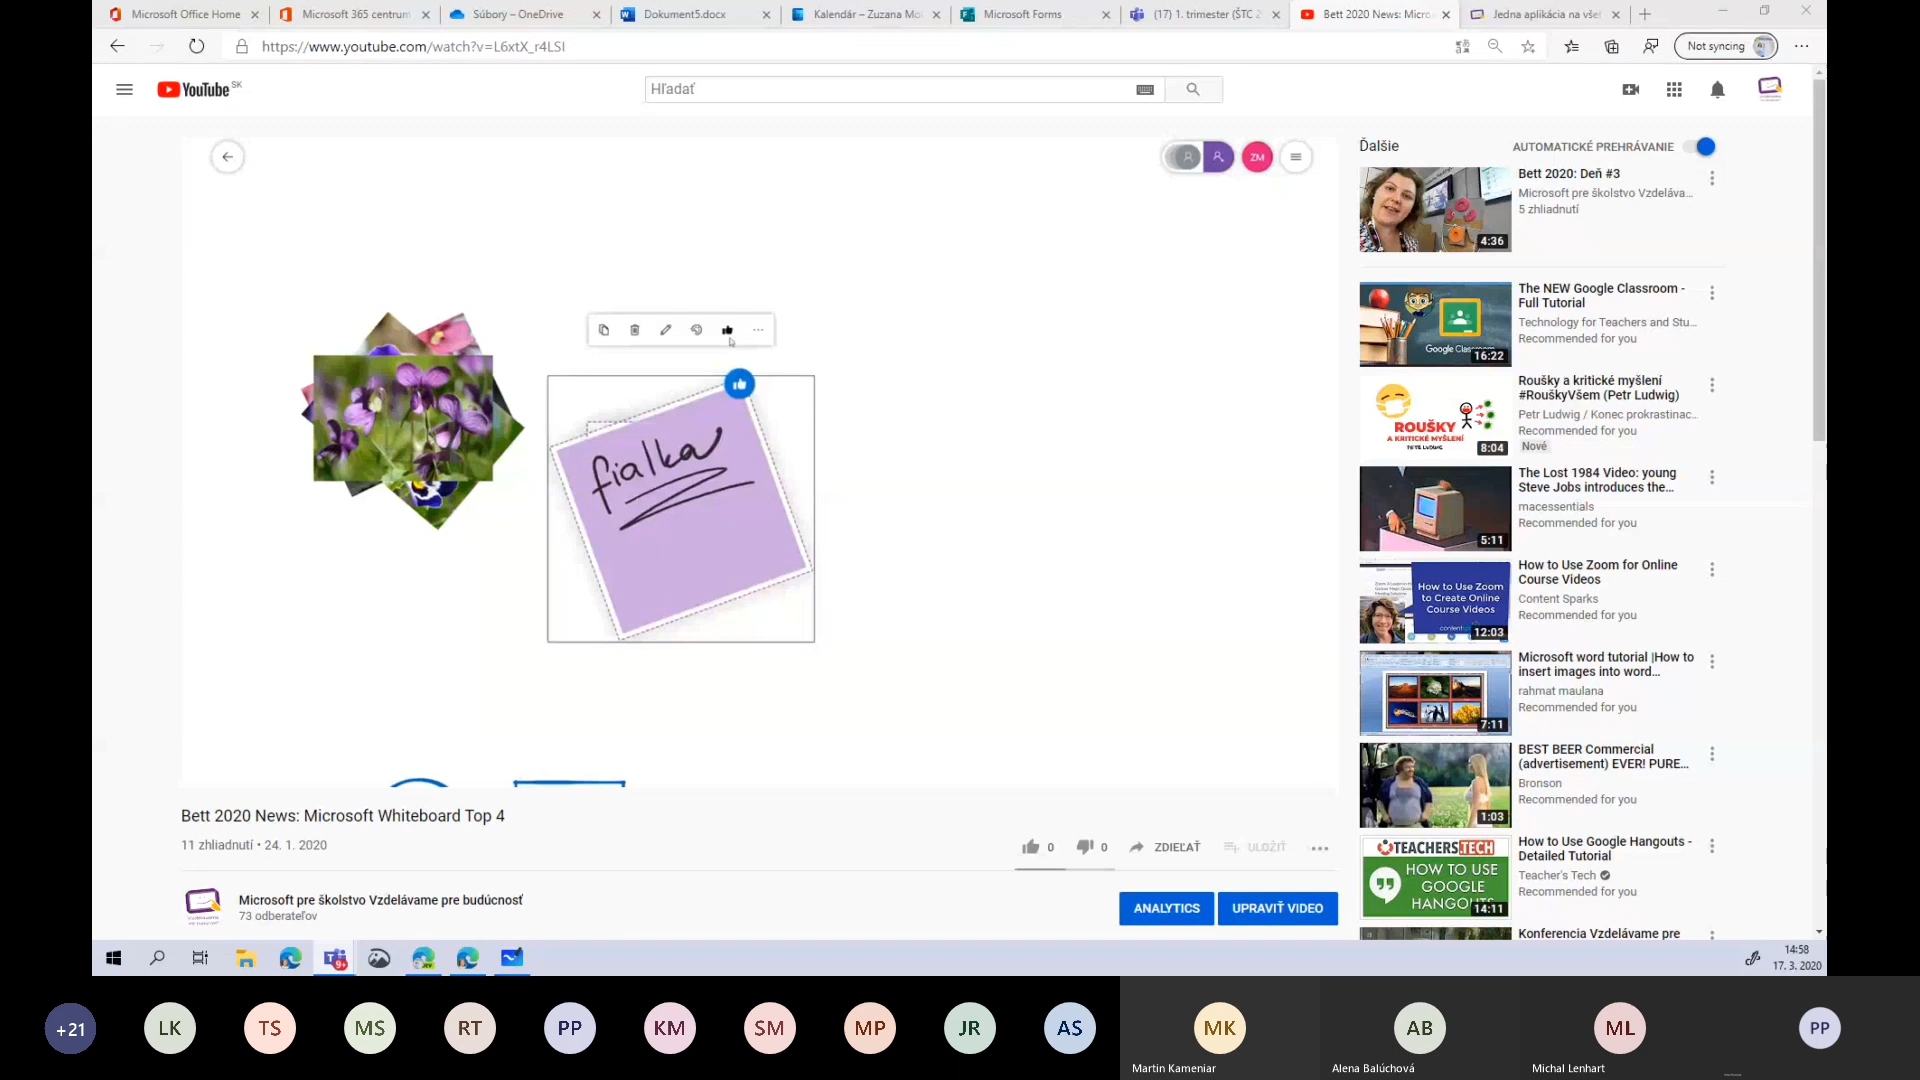 Microsoft Office Home
Microsoft 365 centrum
Súbory – OneDrive
Dokument5.docx
Kalendár – Zuzana Mo
Microsoft Forms
(17) 1. trimester (ŠTC 2
Bett 2020 News: Micro
Jedna aplikácia na vše
https://www.youtube.com/watch?v=L6xtX_r4LSI
Not syncing
YouTube SK
Hľadať
ZM
fialka
Bett 2020 News: Microsoft Whiteboard Top 4
11 zhliadnutí • 24. 1. 2020
0
0
ZDIEĽAŤ
ULOŽIŤ
Microsoft pre školstvo Vzdelávame pre budúcnosť
73 odberateľov
ANALYTICS
UPRAVIŤ VIDEO
Ďalšie
AUTOMATICKÉ PREHRÁVANIE
4:36
Bett 2020: Deň #3
Microsoft pre školstvo Vzdeláva...
5 zhliadnutí
16:22
The NEW Google Classroom -
Full Tutorial
Technology for Teachers and Stu...
Recommended for you
ROUŠKY
A KRITICKÉ MYŠLENÍ
PETR LUDWIG
8:04
Roušky a kritické myšlení
#RouškyVšem (Petr Ludwig)
Petr Ludwig / Konec prokrastinac...
Recommended for you
Nové
5:11
The Lost 1984 Video: young
Steve Jobs introduces the...
macessentials
Recommended for you
How to Use Zoom
to Create Online
Course Videos
12:03
How to Use Zoom for Online
Course Videos
Content Sparks
Recommended for you
7:11
Microsoft word tutorial |How to
insert images into word...
rahmat maulana
Recommended for you
1:03
BEST BEER Commercial
(advertisement) EVER! PURE...
Bronson
Recommended for you
TEACHERS TECH
HOW TO USE
GOOGLE
HANGOUTS
14:11
How to Use Google Hangouts -
Detailed Tutorial
Teacher's Tech
Recommended for you
Konferencia Vzdelávame pre
9+
14:58
17. 3. 2020
+21
LK
TS
MS
RT
PP
KM
SM
MP
JR
AS
MK
Martin Kameniar
AB
Alena Balúchová
ML
Michal Lenhart
PP